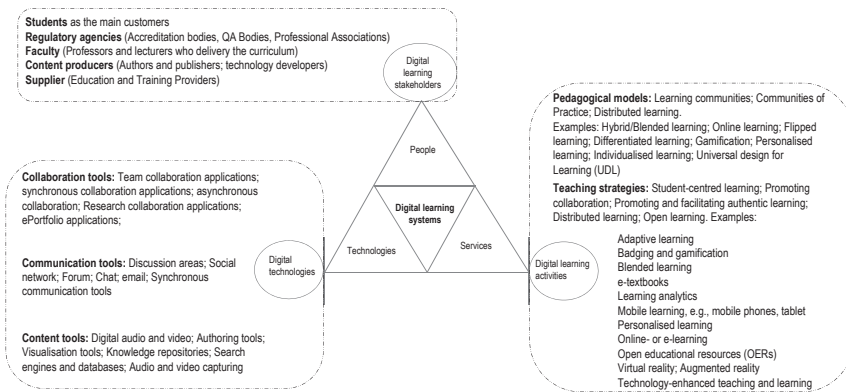 Students as the main customers
Regulatory agencies (Accreditation bodies, QA Bodies, Professional Associations)
Faculty (Professors and lecturers who delivery the curriculum)
Content producers (Authors and publishers; technology developers)
Supplier (Education and Training Providers)
Digital
learning
stakeholders
People
Digital learning
systems
Technologies
Services
Collaboration tools: Team collaboration applications;
synchronous collaboration applications; asynchronous
collaboration; Research collaboration applications;
ePortfolio applications;
Communication tools: Discussion areas; Social
network; Forum; Chat; email; Synchronous
communication tools
Content tools: Digital audio and video; Authoring tools;
Visualisation tools; Knowledge repositories; Search
engines and databases; Audio and video capturing
Digital
technologies
Digital learning
activities
Pedagogical models: Learning communities; Communities of
Practice; Distributed learning.
Examples: Hybrid/Blended learning; Online learning; Flipped
learning; Differentiated learning; Gamification; Personalised
learning; Individualised learning; Universal design for
Learning (UDL)
Teaching strategies: Student-centred learning; Promoting
collaboration; Promoting and facilitating authentic learning;
Distributed learning; Open learning. Examples:
Adaptive learning
Badging and gamification
Blended learning
e-textbooks
Learning analytics
Mobile learning, e.g., mobile phones, tablet
Personalised learning
Online- or e-learning
Open educational resources (OERs)
Virtual reality; Augmented reality
Technology-enhanced teaching and learning